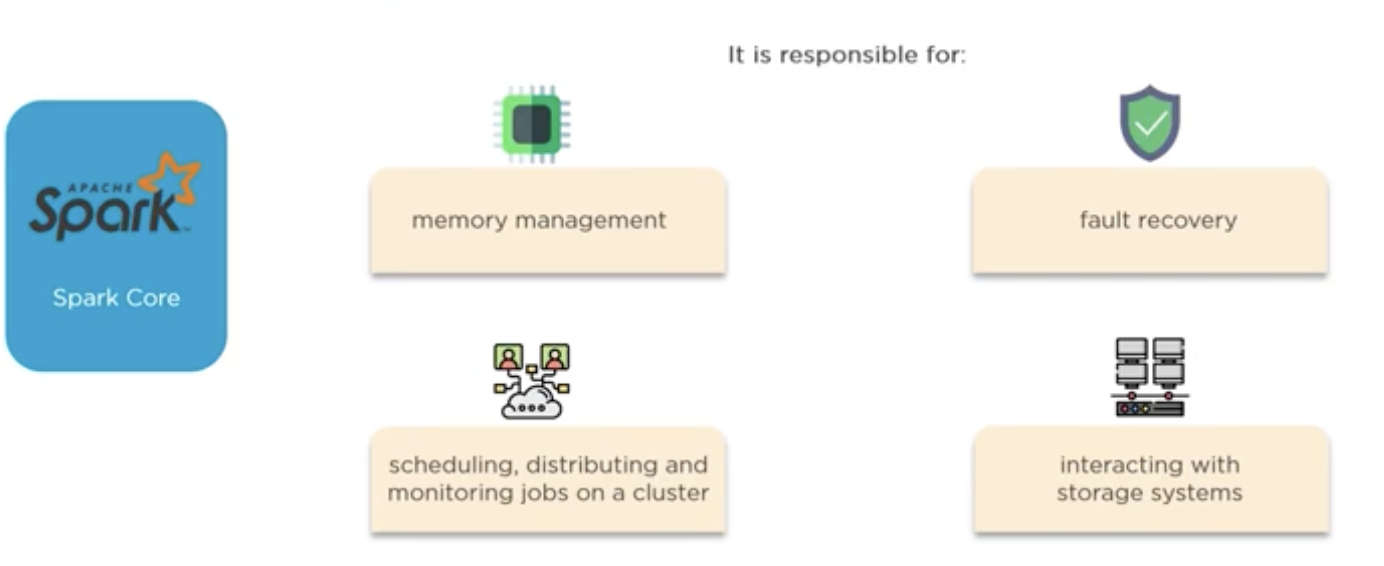 It is responsible for:
APACHE
Spark™
Spark Core
memory management
fault recovery
scheduling, distributing and
monitoring jobs on a cluster
interacting with
storage systems